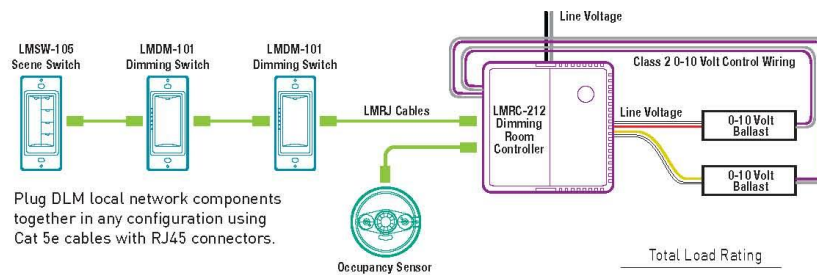 Line Voltage
LMSW-105
Scene Switch
LMDM-101
Dimming Switch
LMDM-101
Dimming Switch
Class 2 0-10 Volt Control Wiring
LMRJ Cables
LMRC-212
Dimming
Room
Controller
Line Voltage
0-10 Volt
Ballast
0-10 Volt
Ballast
Plug DLM local network components
together in any configuration using
Cat 5e cables with RJ45 connectors.
Occupancy Sensor
Total Load Rating